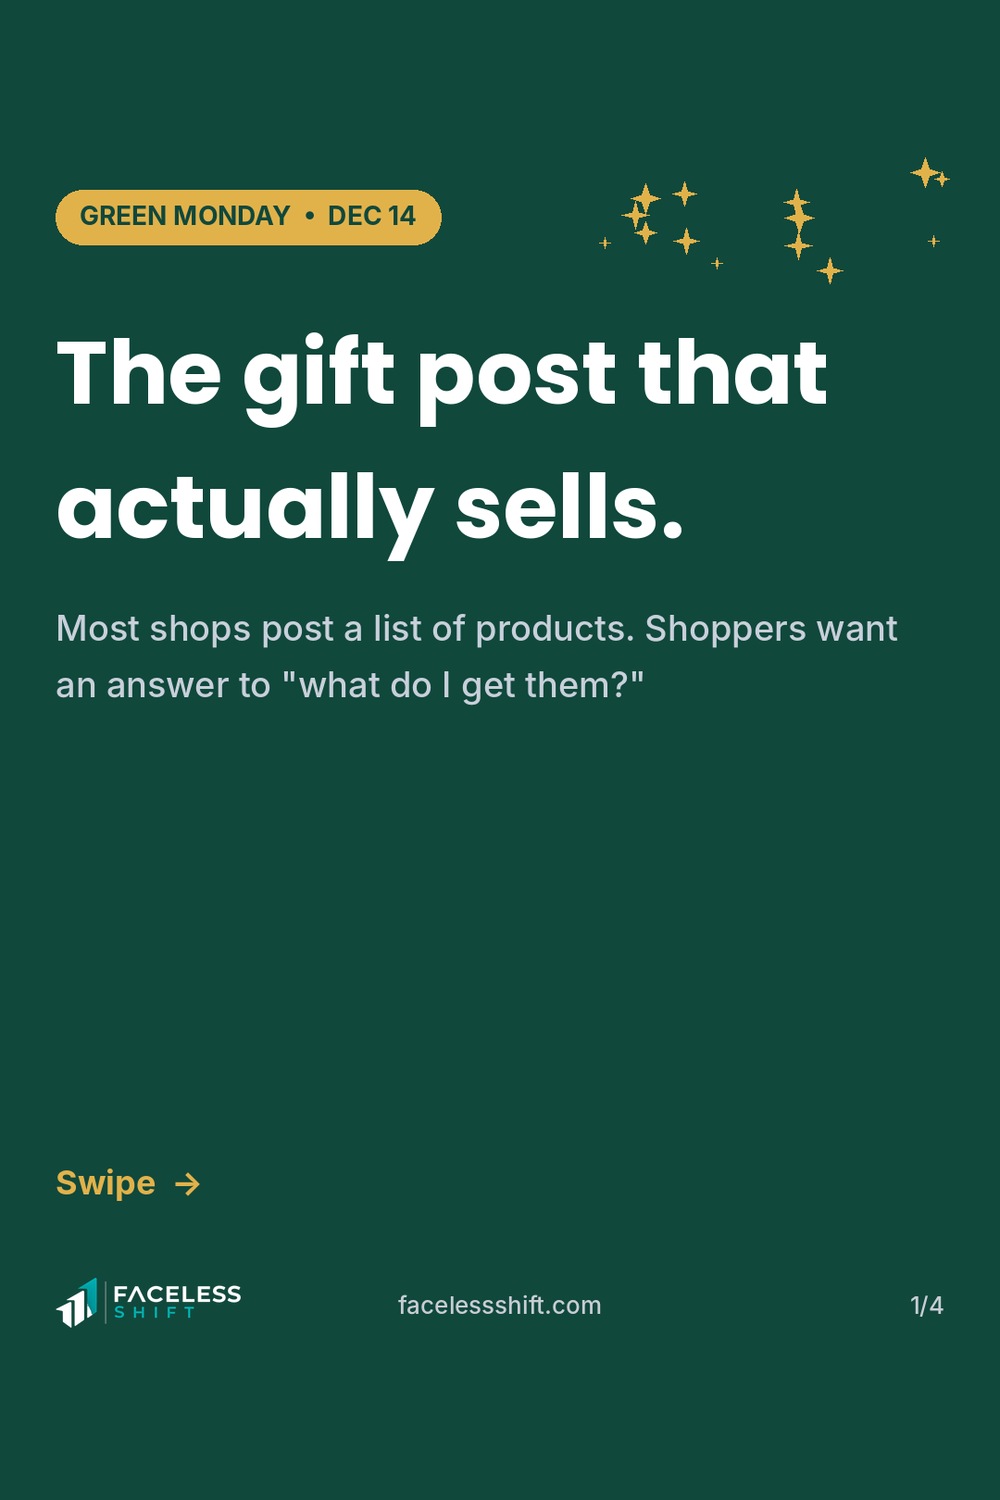 GREEN MONDAY • DEC 14
The gift post that
actually sells.
Most shops post a list of products. Shoppers want
an answer to "what do I get them?"
Swipe →
FACELESS
SHIFT
facelessshift.com
1/4